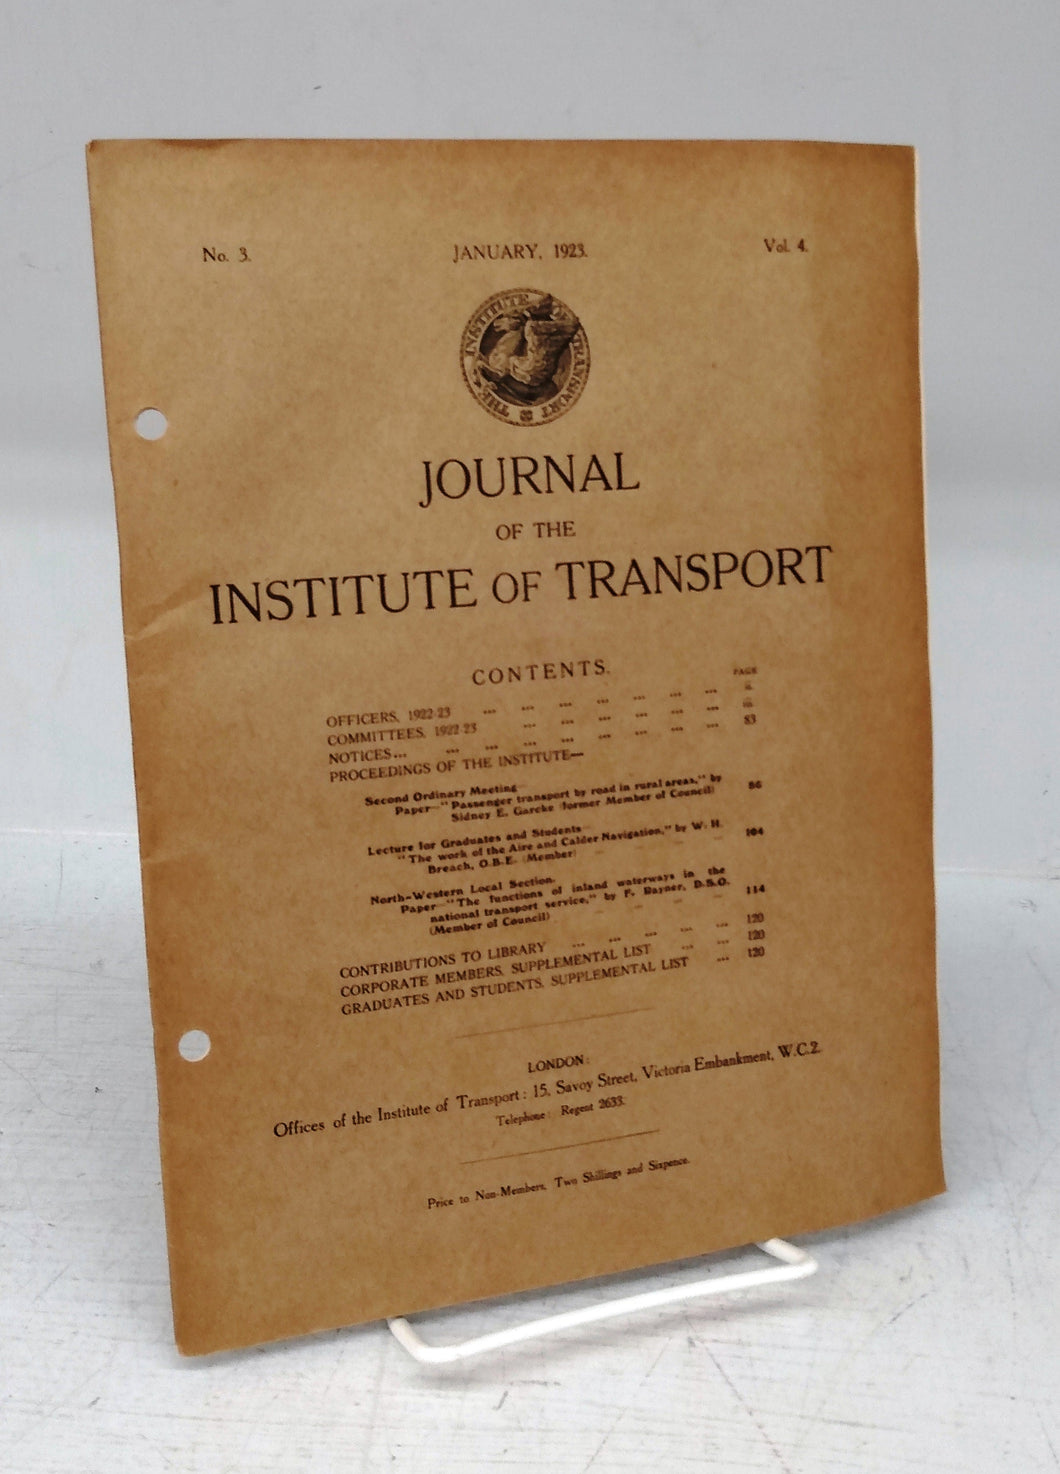 No. 3. JANUARY, 1923. Vol. 4.
THE INSTITUTE OF TRANSPORT
JOURNAL
OF THE
INSTITUTE OF TRANSPORT
CONTENTS.
PAGE
OFFICERS, 1922-23 ... ... ... ... ... ... ... ii.
COMMITTEES, 1922-23 ... ... ... ... ... ... iii.
NOTICES... ... ... ... ... ... ... ... ... 83
PROCEEDINGS OF THE INSTITUTE—
Second Ordinary Meeting—
Paper—"Passenger transport by road in rural areas," by
Sidney E. Garcke (former Member of Council) 86
Lecture for Graduates and Students—
"The work of the Aire and Calder Navigation," by W. H.
Breach, O.B.E. (Member) 104
North-Western Local Section.
Paper—"The functions of inland waterways in the
national transport service," by F. Rayner, D.S.O.
(Member of Council) 114
CONTRIBUTIONS TO LIBRARY ... ... ... ... ... 120
CORPORATE MEMBERS, SUPPLEMENTAL LIST ... ... 120
GRADUATES AND STUDENTS, SUPPLEMENTAL LIST ... 120
LONDON:
Offices of the Institute of Transport: 15, Savoy Street, Victoria Embankment, W.C.2.
Telephone: Regent 2633.
Price to Non-Members, Two Shillings and Sixpence.